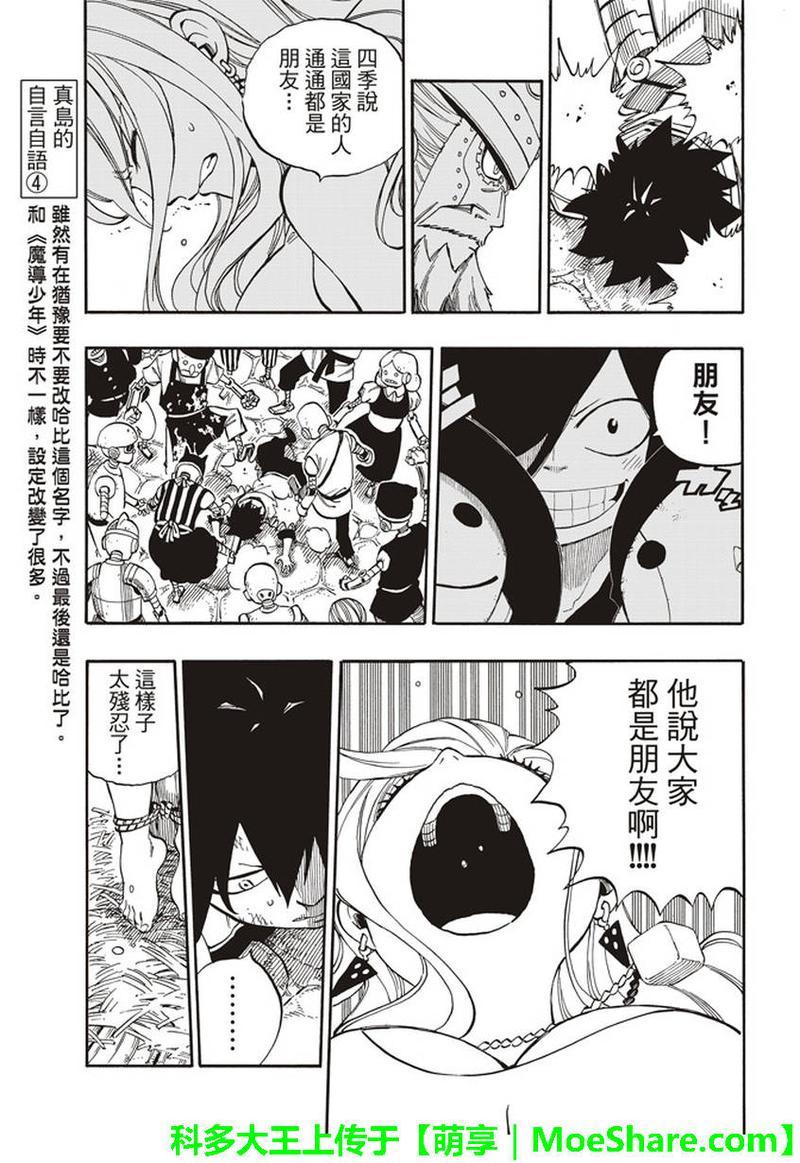 四季說
這國家的人
通通都是
朋友…
朋友！
他說大家
都是朋友啊!!!!
………
這樣子
太殘忍了…
真島的
自言自語④
雖然有在猶豫要不要改哈比這個名字，不過最後還是哈比了。
和《魔導少年》時不一樣，設定改變了很多。
科多大王上传于【萌享】|MoeShare.com】